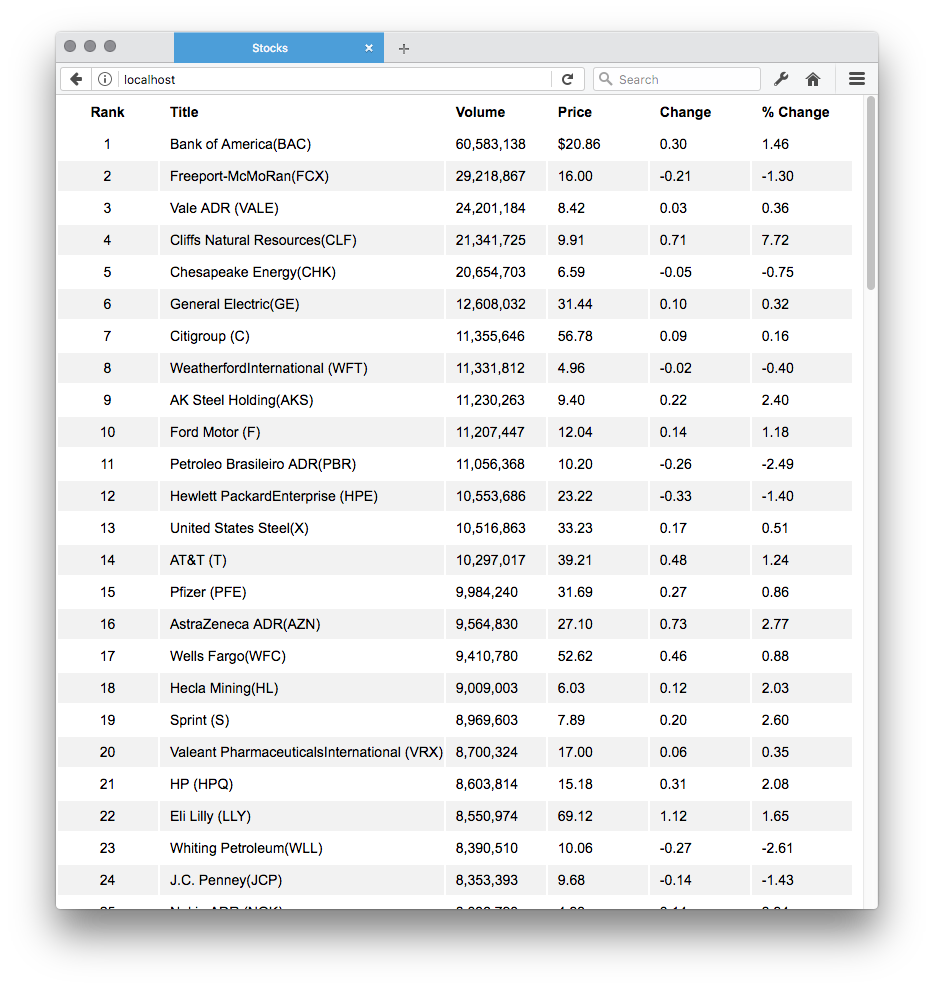 Stocks
localhost
Search
Rank Title Volume Price Change % Change
1 Bank of America(BAC) 60,583,138 $20.86 0.30 1.46
2 Freeport-McMoRan(FCX) 29,218,867 16.00 -0.21 -1.30
3 Vale ADR (VALE) 24,201,184 8.42 0.03 0.36
4 Cliffs Natural Resources(CLF) 21,341,725 9.91 0.71 7.72
5 Chesapeake Energy(CHK) 20,654,703 6.59 -0.05 -0.75
6 General Electric(GE) 12,608,032 31.44 0.10 0.32
7 Citigroup (C) 11,355,646 56.78 0.09 0.16
8 WeatherfordInternational (WFT) 11,331,812 4.96 -0.02 -0.40
9 AK Steel Holding(AKS) 11,230,263 9.40 0.22 2.40
10 Ford Motor (F) 11,207,447 12.04 0.14 1.18
11 Petroleo Brasileiro ADR(PBR) 11,056,368 10.20 -0.26 -2.49
12 Hewlett PackardEnterprise (HPE) 10,553,686 23.22 -0.33 -1.40
13 United States Steel(X) 10,516,863 33.23 0.17 0.51
14 AT&T (T) 10,297,017 39.21 0.48 1.24
15 Pfizer (PFE) 9,984,240 31.69 0.27 0.86
16 AstraZeneca ADR(AZN) 9,564,830 27.10 0.73 2.77
17 Wells Fargo(WFC) 9,410,780 52.62 0.46 0.88
18 Hecla Mining(HL) 9,009,003 6.03 0.12 2.03
19 Sprint (S) 8,969,603 7.89 0.20 2.60
20 Valeant PharmaceuticalsInternational (VRX) 8,700,324 17.00 0.06 0.35
21 HP (HPQ) 8,603,814 15.18 0.31 2.08
22 Eli Lilly (LLY) 8,550,974 69.12 1.12 1.65
23 Whiting Petroleum(WLL) 8,390,510 10.06 -0.27 -2.61
24 J.C. Penney(JCP) 8,353,393 9.68 -0.14 -1.43